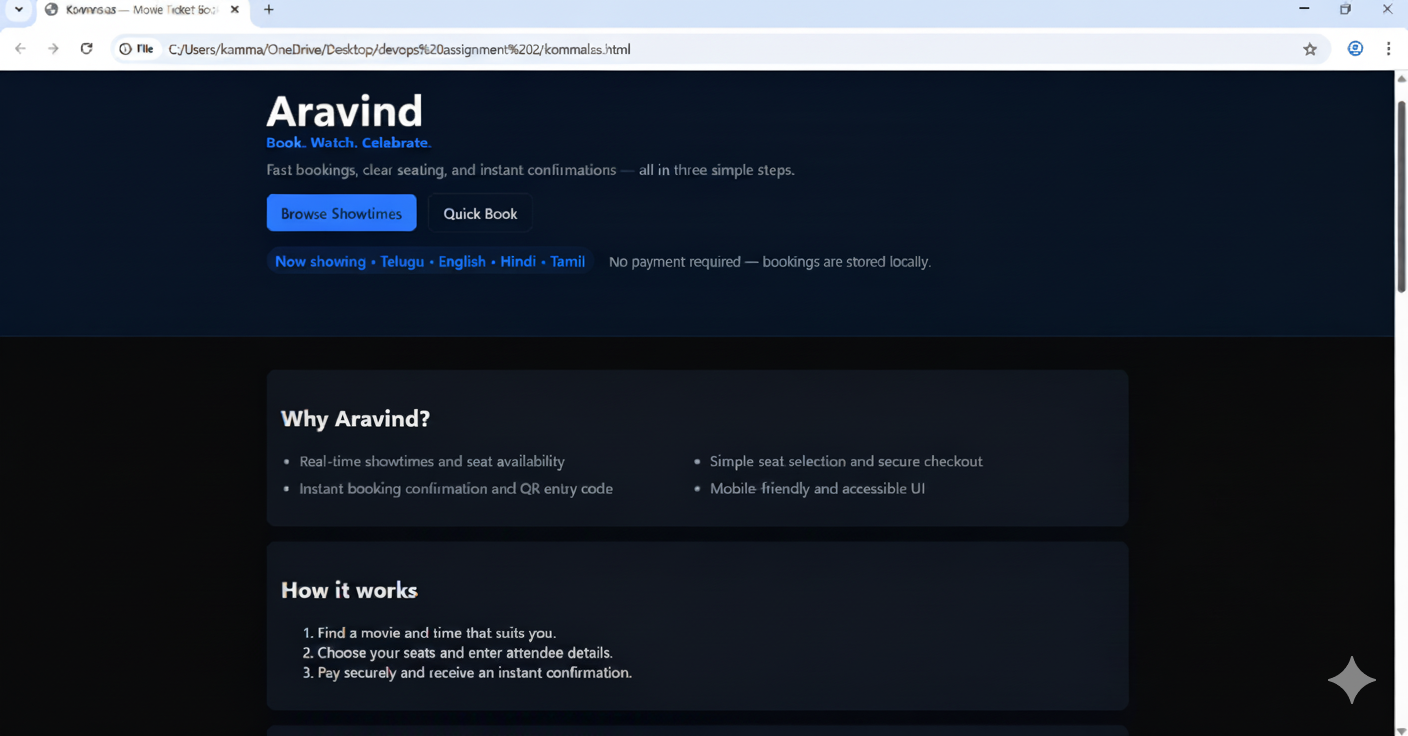 — Movie Ticket
File
C:/Users/kamma/OneDrive/Desktop/devops%20assignment%202/kommalas.html
Aravind
Book. Watch. Celebrate.
Fast bookings, clear seating, and instant confirmations — all in three simple steps.
Browse Showtimes
Quick Book
Now showing • Telugu • English • Hindi • Tamil
No payment required — bookings are stored locally.
Why Aravind?
• Real-time showtimes and seat availability
• Instant booking confirmation and QR entry code
• Simple seat selection and secure checkout
• Mobile-friendly and accessible UI
How it works
1. Find a movie and time that suits you.
2. Choose your seats and enter attendee details.
3. Pay securely and receive an instant confirmation.